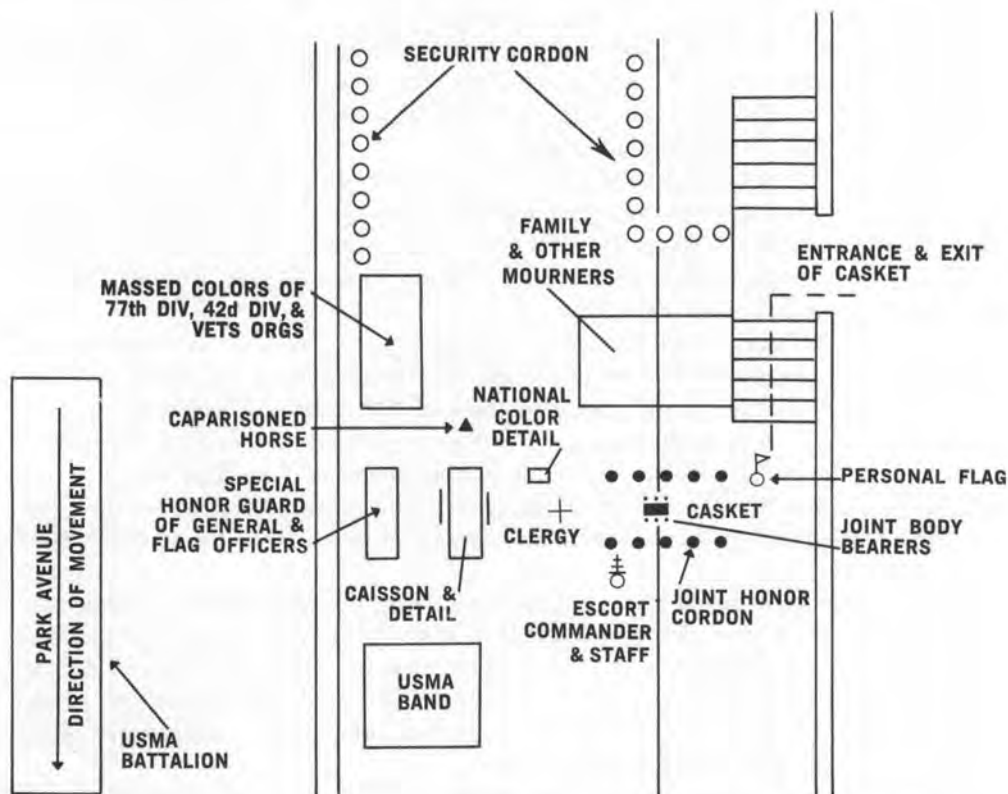 SECURITY CORDON
FAMILY
& OTHER
MOURNERS
ENTRANCE & EXIT
OF CASKET
MASSED COLORS OF
77th DIV, 42d DIV, &
VETS ORGS
CAPARISONED
HORSE
NATIONAL
COLOR
DETAIL
PERSONAL FLAG
SPECIAL
HONOR GUARD
OF GENERAL &
FLAG OFFICERS
CLERGY
CASKET
JOINT BODY
BEARERS
CAISSON &
DETAIL
ESCORT
COMMANDER
& STAFF
JOINT HONOR
CORDON
USMA
BAND
PARK AVENUE
DIRECTION OF MOVEMENT
USMA
BATTALION